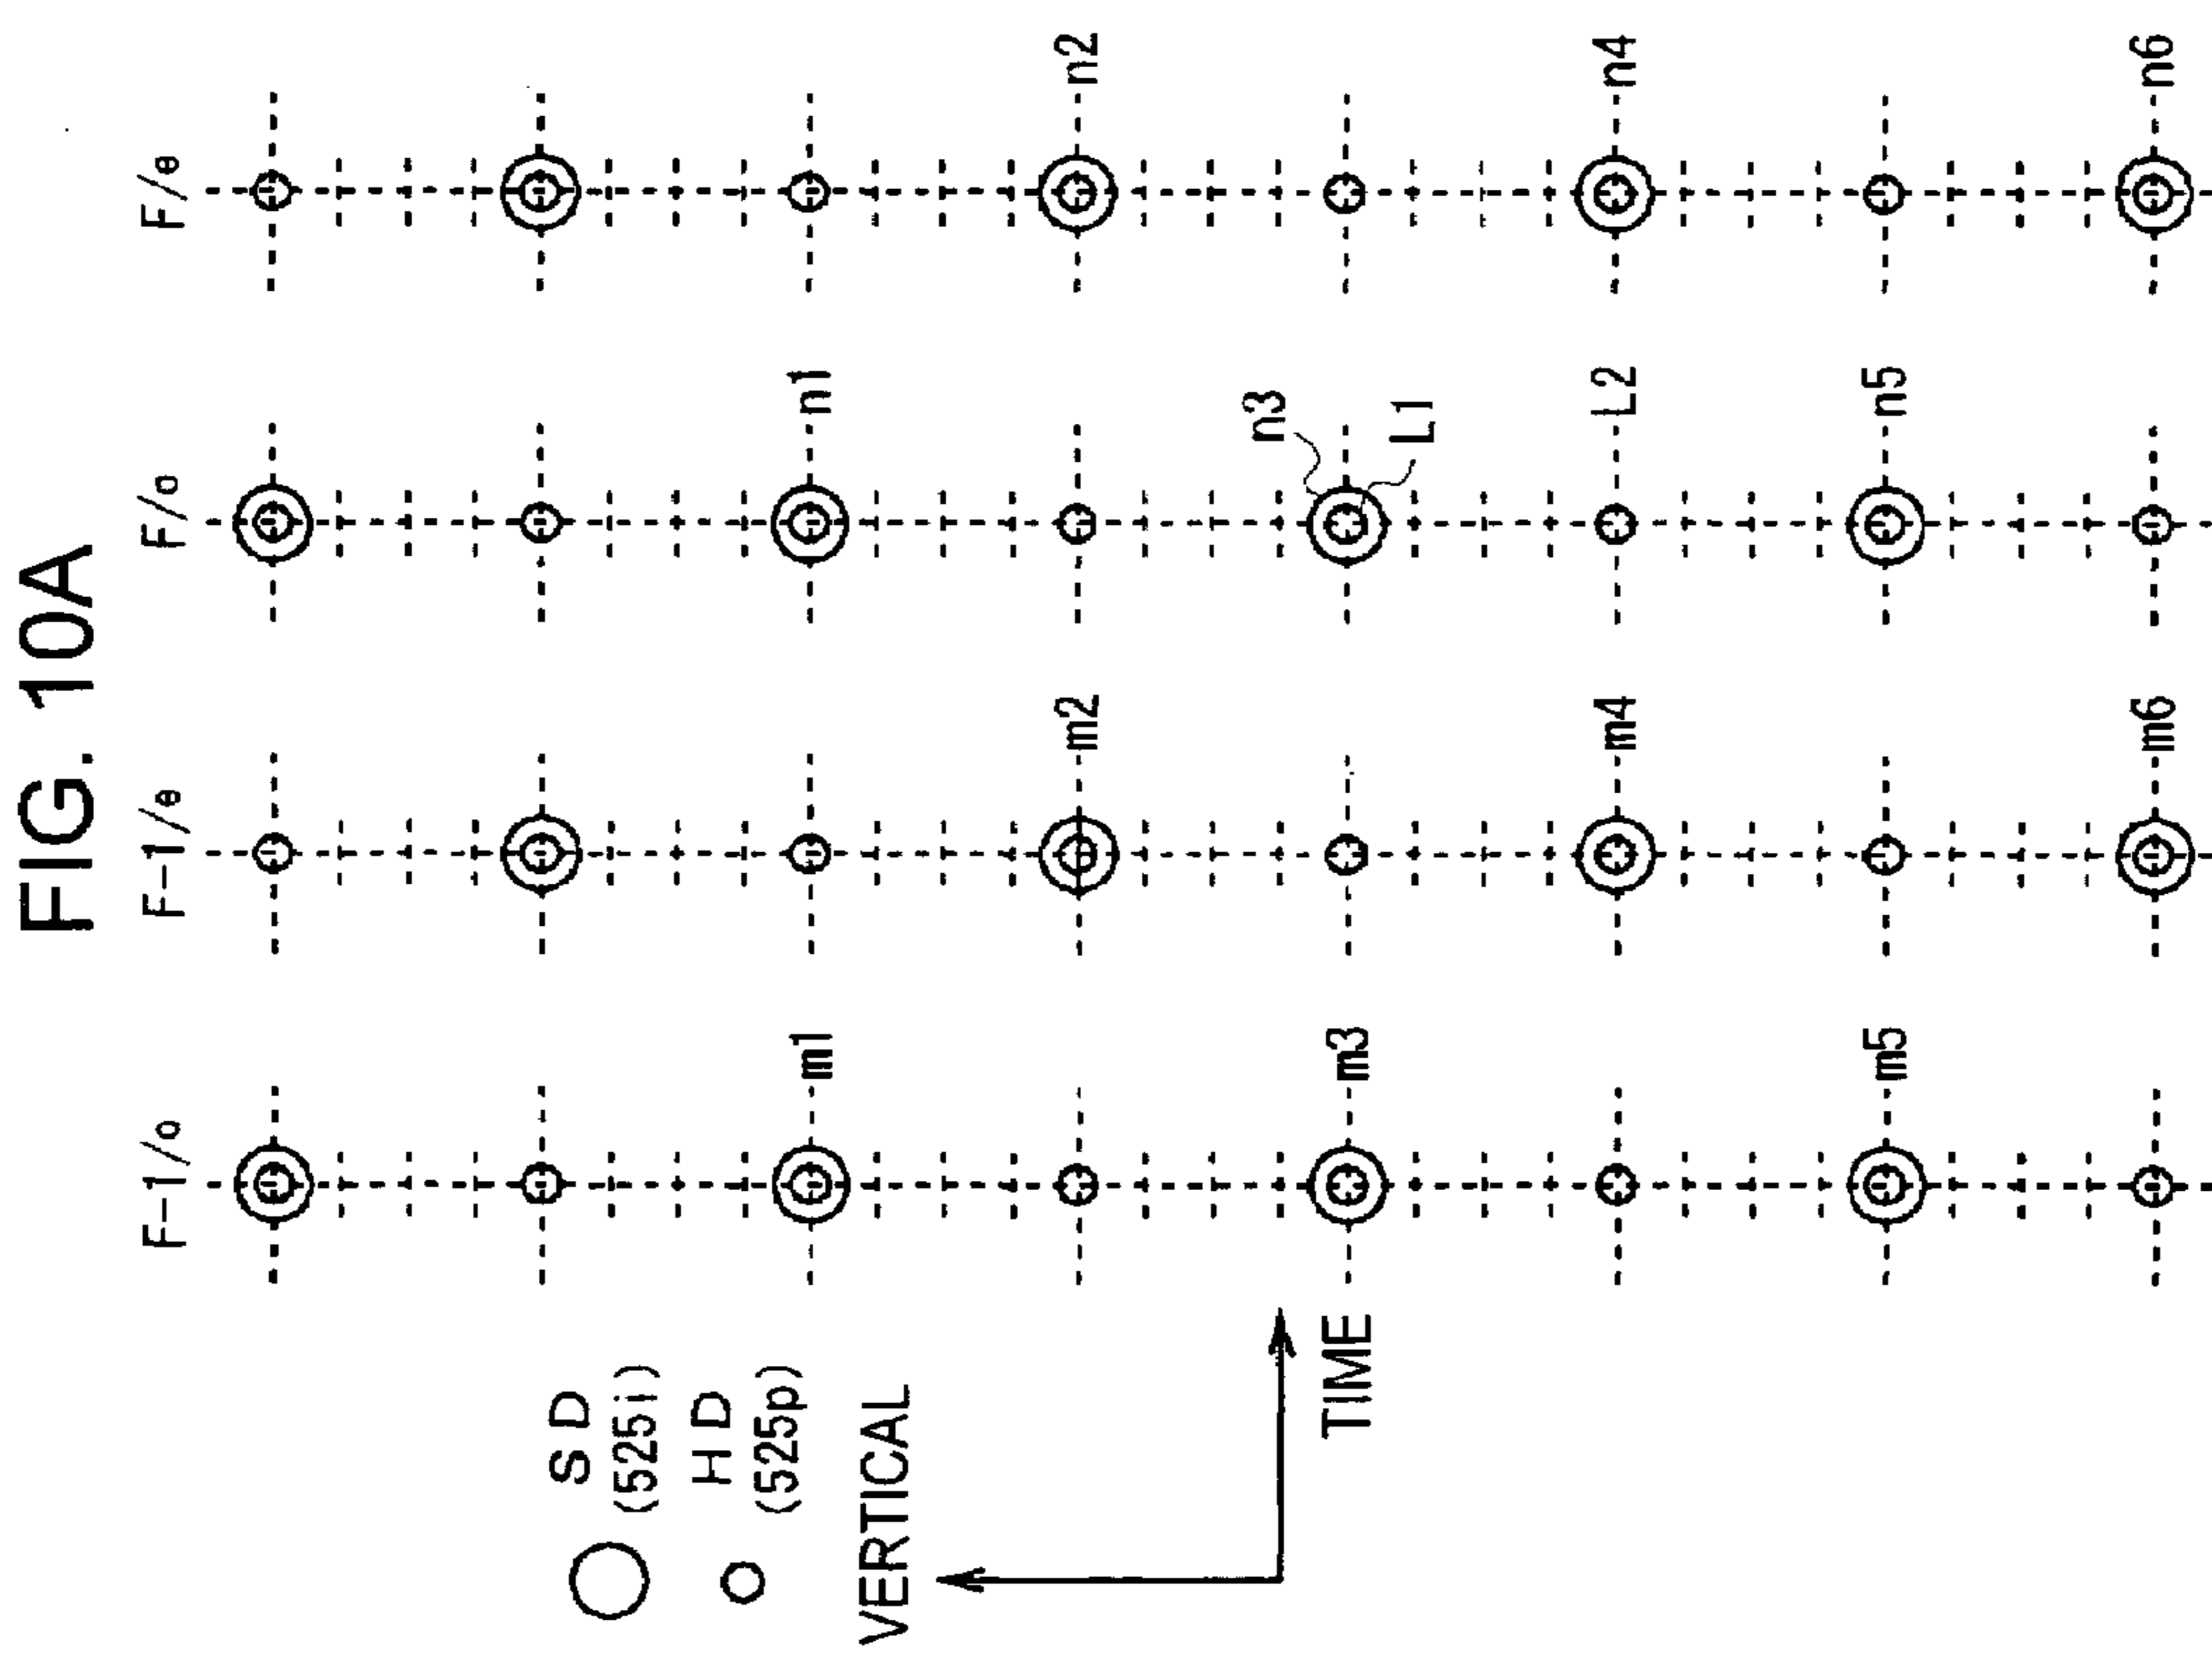 FIG. 10A
F-1/o
F-1/e
F/o
F/e
SD
(525i)
HD
(525p)
VERTICAL
TIME
m1
n1
m2
n2
m3
n3
L1
m4
L2
n4
m5
n5
m6
n6